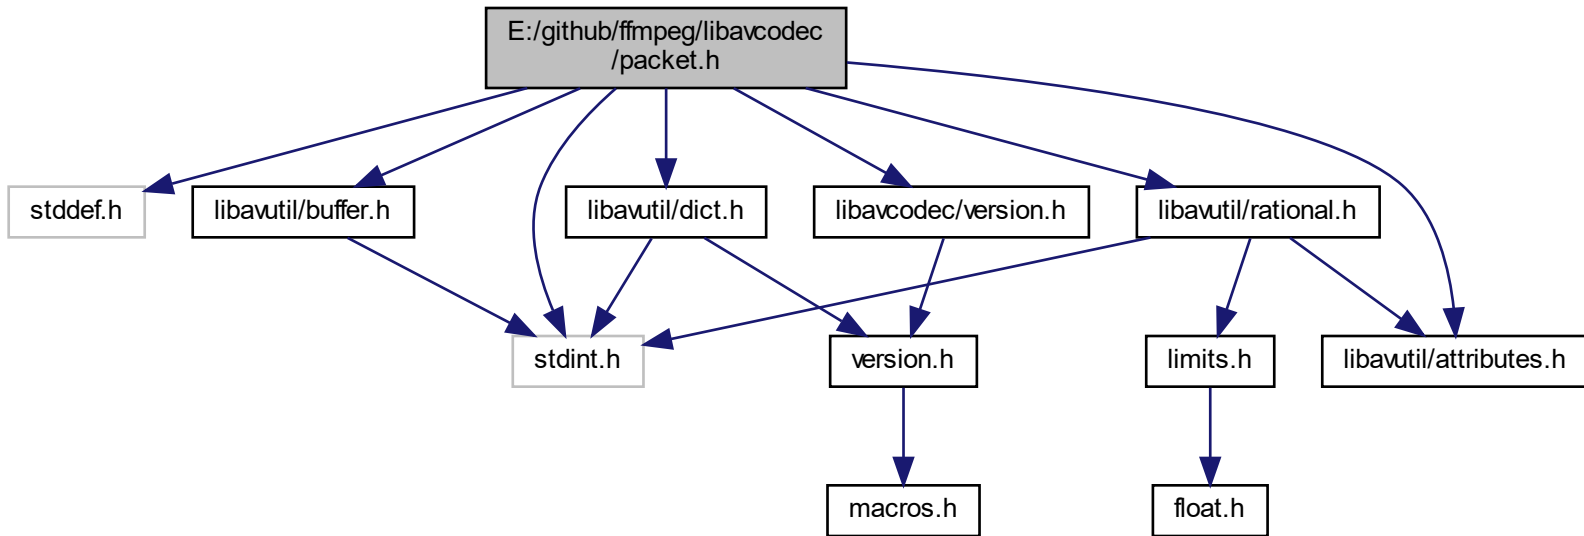 E:/github/ffmpeg/libavcodec
/packet.h
stddef.h
libavutil/buffer.h
libavutil/dict.h
libavcodec/version.h
libavutil/rational.h
stdint.h
version.h
limits.h
libavutil/attributes.h
macros.h
float.h